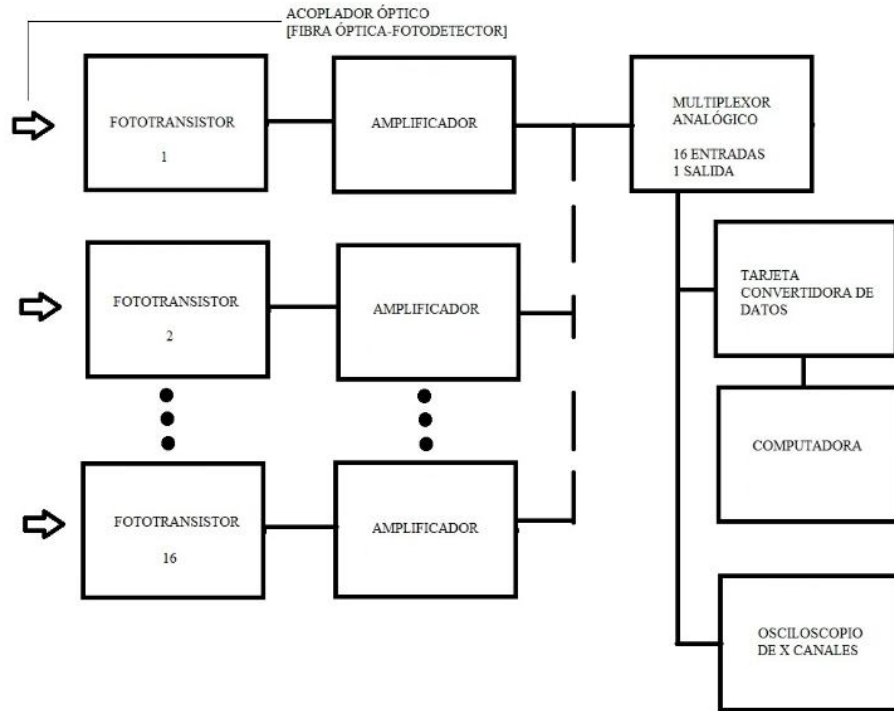 ACOPLADOR ÓPTICO
[FIBRA ÓPTICA-FOTODETECTOR]
FOTOTRANSISTOR
1
AMPLIFICADOR
MULTIPLEXOR
ANALÓGICO
16 ENTRADAS
1 SALIDA
FOTOTRANSISTOR
2
AMPLIFICADOR
TARJETA
CONVERTIDORA DE
DATOS
COMPUTADORA
FOTOTRANSISTOR
16
AMPLIFICADOR
OSCILOSCOPIO
DE X CANALES